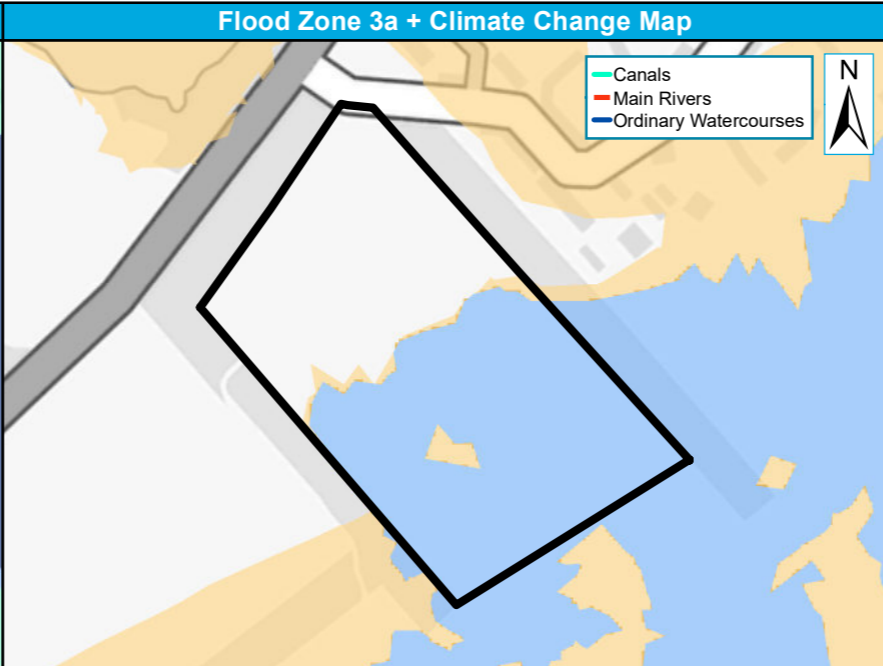 Flood Zone 3a + Climate Change Map
Canals
Main Rivers
Ordinary Watercourses
N